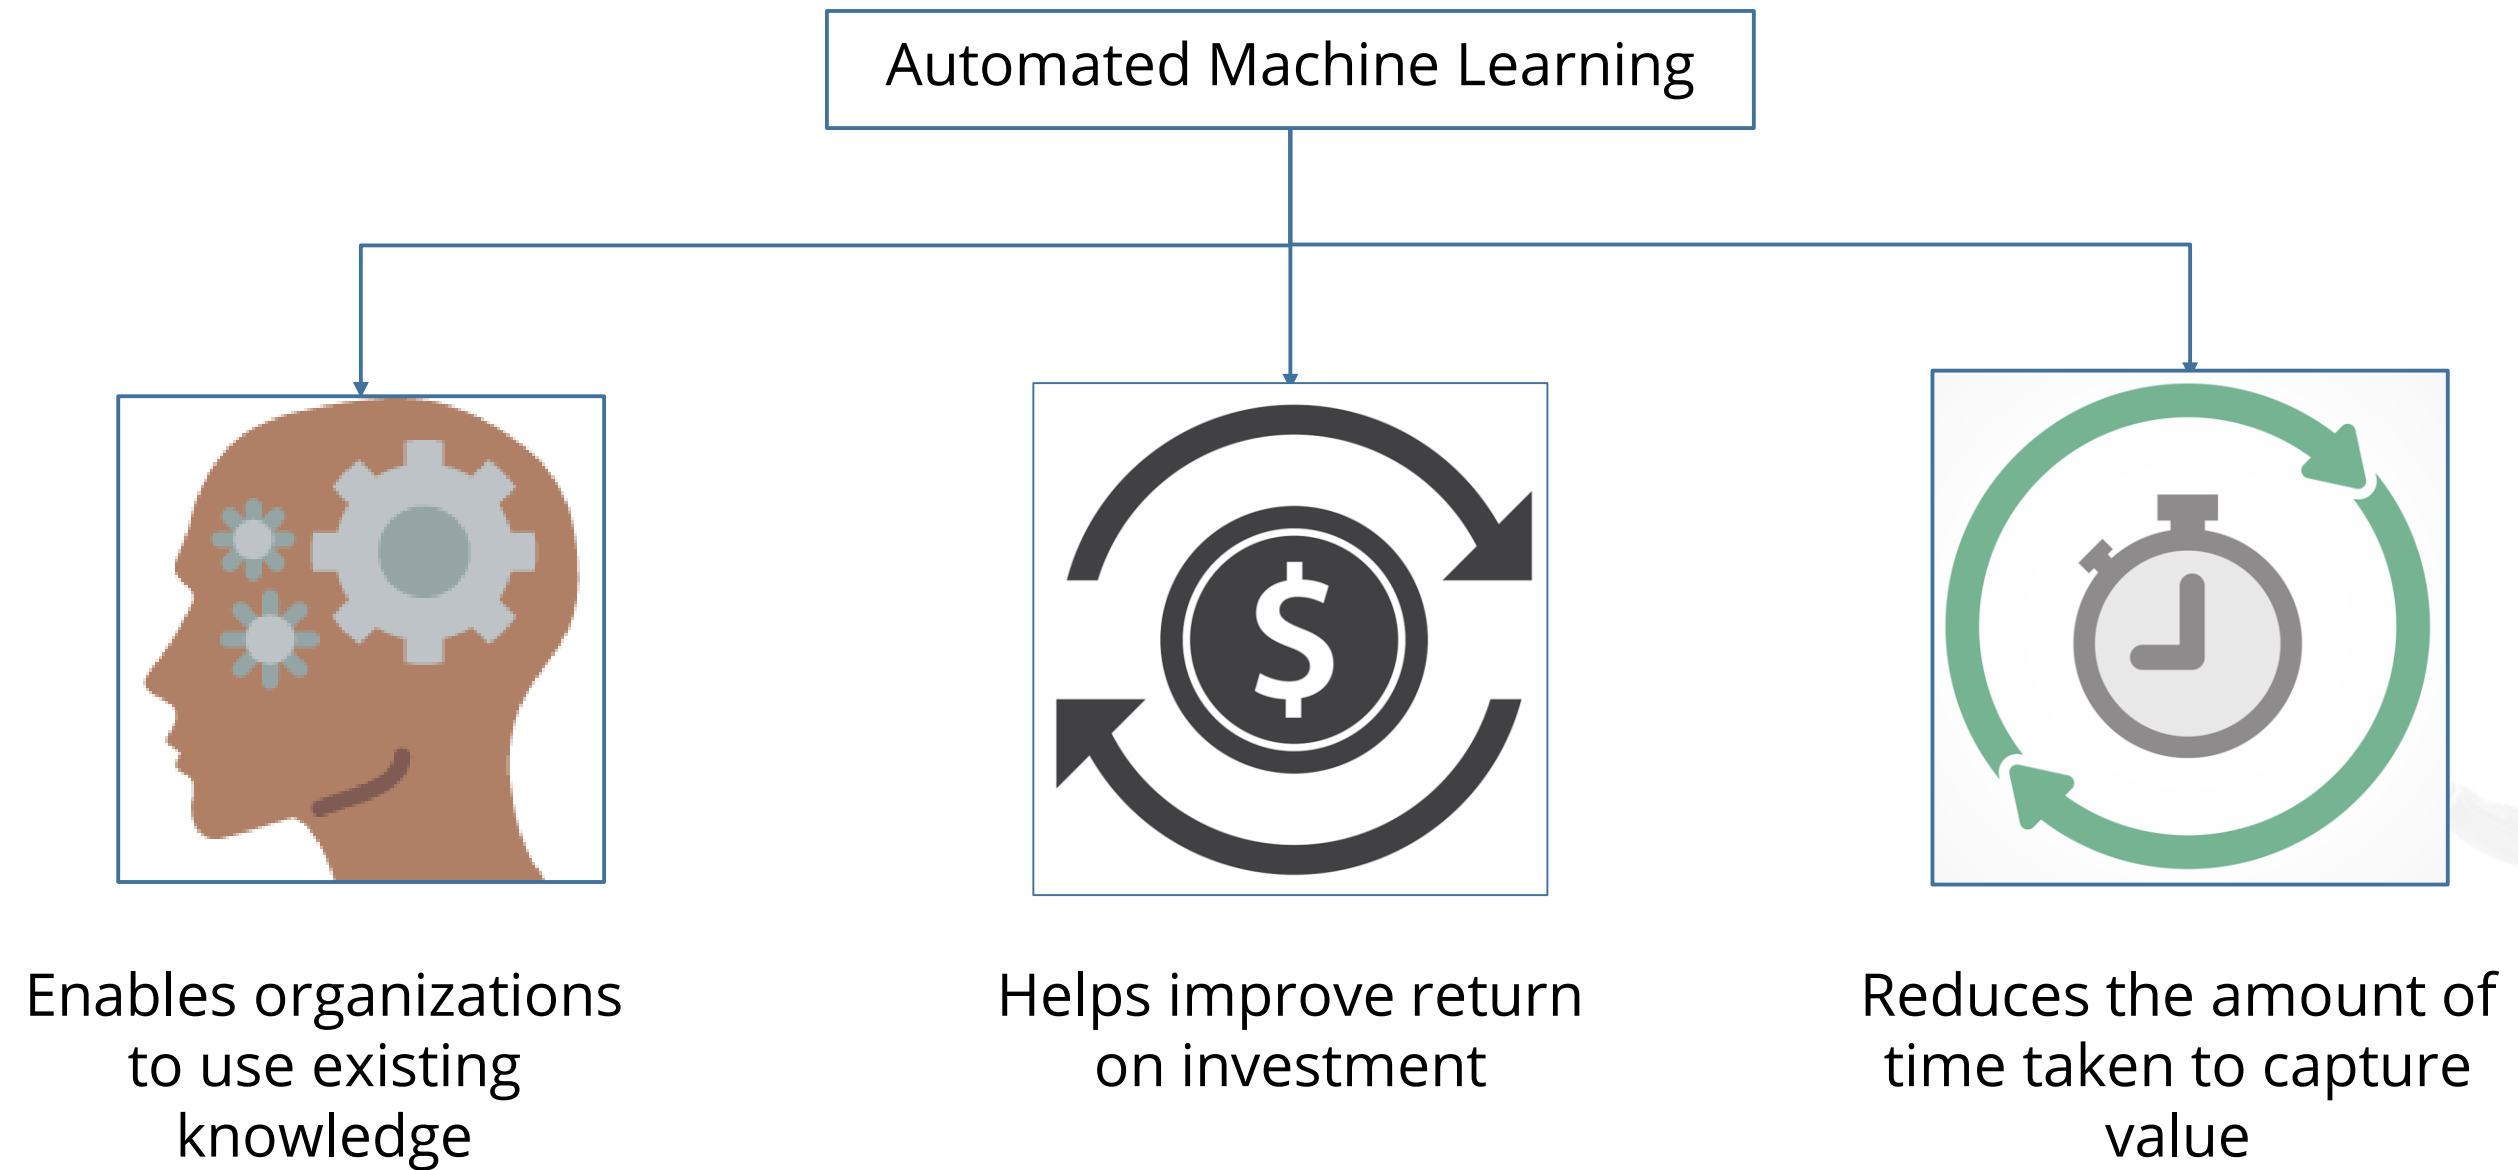 Automated Machine Learning
$
Enables organizations
to use existing
knowledge
Helps improve return
on investment
Reduces the amount of
time taken to capture
value